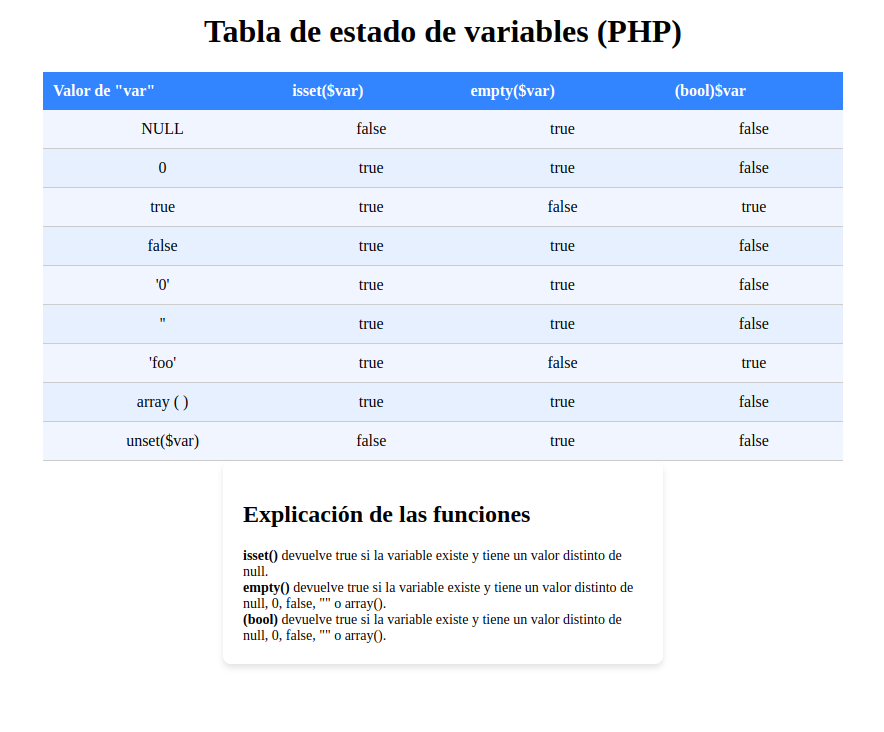 Tabla de estado de variables (PHP)
Valor de "var" isset($var) empty($var) (bool)$var
NULL false true false
0 true true false
true true false true
false true true false
'0' true true false
'' true true false
'foo' true false true
array ( ) true true false
unset($var) false true false
Explicación de las funciones
isset() devuelve true si la variable existe y tiene un valor distinto de
null.
empty() devuelve true si la variable existe y tiene un valor distinto de
null, 0, false, "" o array().
(bool) devuelve true si la variable existe y tiene un valor distinto de
null, 0, false, "" o array().